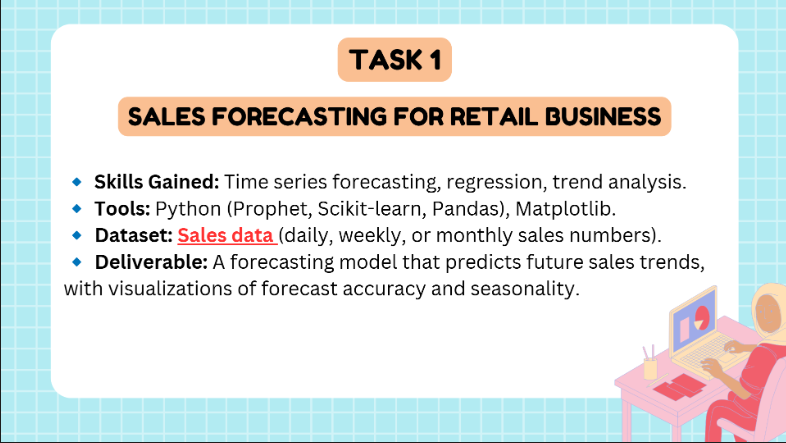 TASK 1
SALES FORECASTING FOR RETAIL BUSINESS
🔹 Skills Gained: Time series forecasting, regression, trend analysis.
🔹 Tools: Python (Prophet, Scikit-learn, Pandas), Matplotlib.
🔹 Dataset: Sales data (daily, weekly, or monthly sales numbers).
🔹 Deliverable: A forecasting model that predicts future sales trends,
with visualizations of forecast accuracy and seasonality.